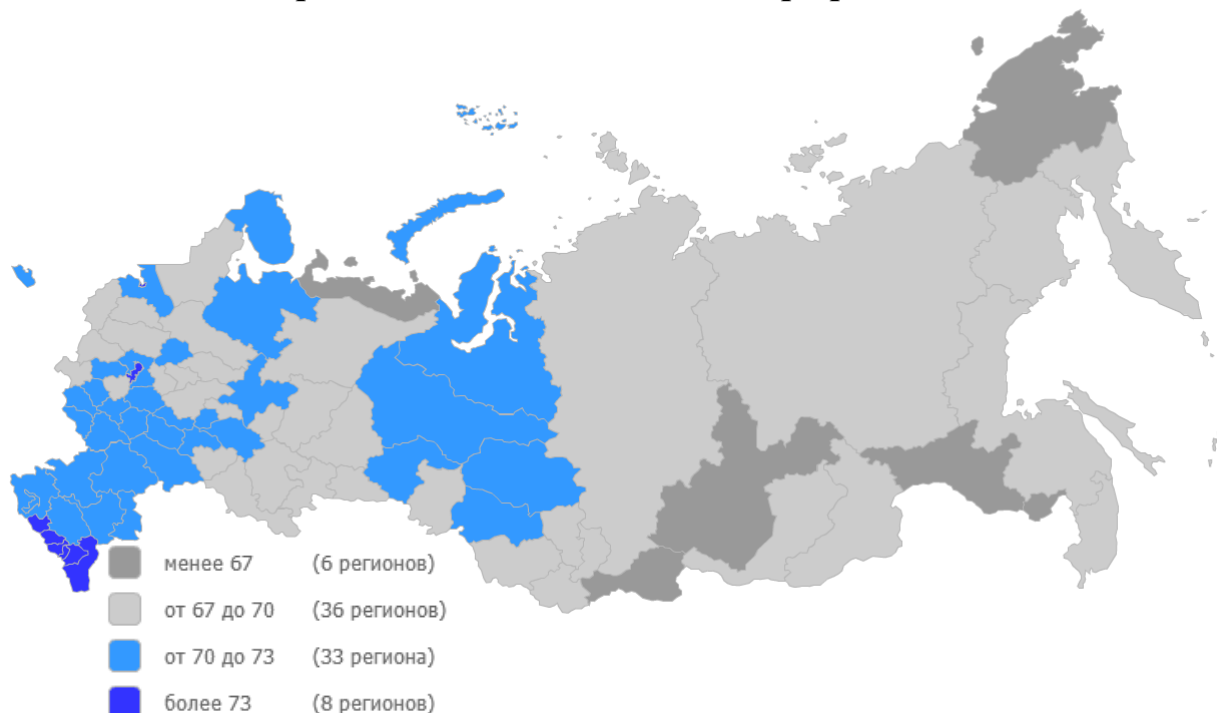 менее 67 (6 регионов)
от 67 до 70 (36 регионов)
от 70 до 73 (33 региона)
более 73 (8 регионов)